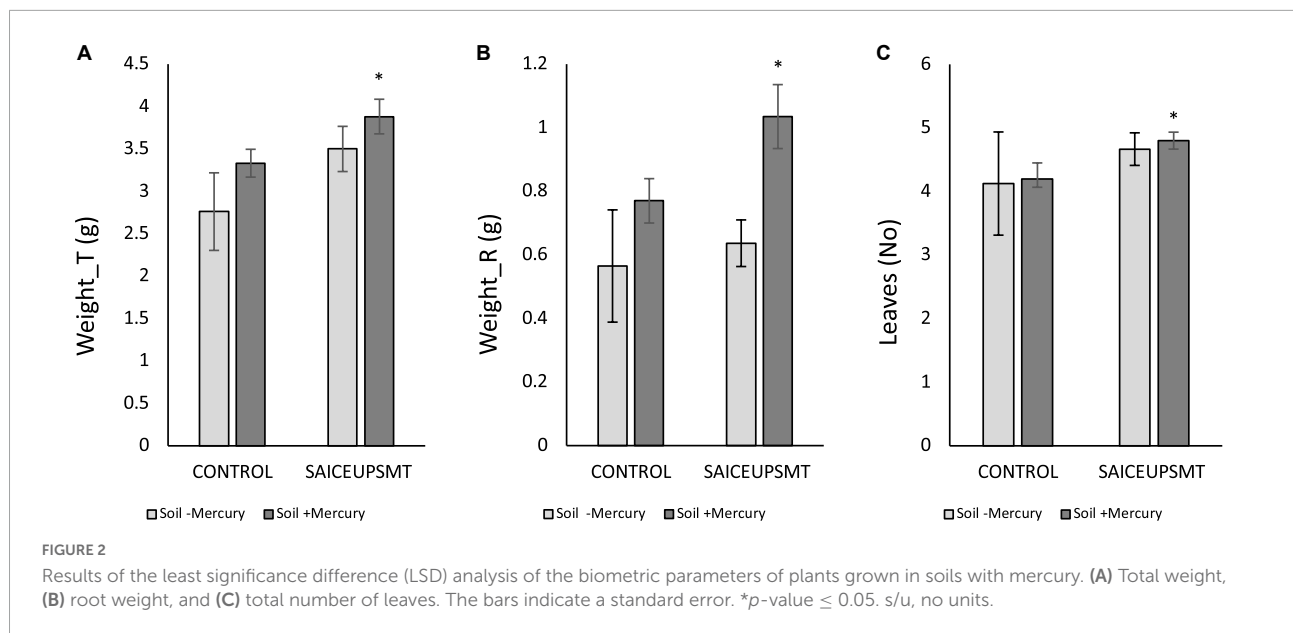 A
Weight_T (g)
4.5
4
3.5
3
2.5
2
1.5
1
0.5
0
*
CONTROL SAICEUPSMT
Soil -Mercury Soil +Mercury
B
Weight_R (g)
1.2
1
0.8
0.6
0.4
0.2
0
*
CONTROL SAICEUPSMT
Soil -Mercury Soil +Mercury
C
Leaves (No)
6
5
4
3
2
1
0
*
CONTROL SAICEUPSMT
Soil -Mercury Soil +Mercury
FIGURE 2
Results of the least significance difference (LSD) analysis of the biometric parameters of plants grown in soils with mercury. (A) Total weight,
(B) root weight, and (C) total number of leaves. The bars indicate a standard error. *p-value ≤ 0.05. s/u, no units.